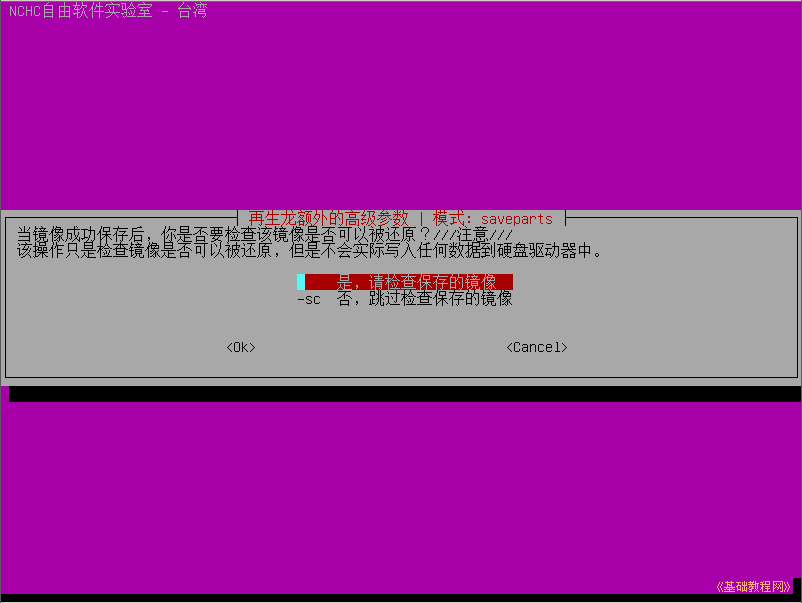 NCHC自由软件实验室 - 台湾
再生龙额外的高级参数 | 模式: saveparts
当镜像成功保存后，你是否要检查该镜像是否可以被还原？///注意///
该操作只是检查镜像是否可以被还原，但是不会实际写入任何数据到硬盘驱动器中。
是，请检查保存的镜像
-sc 否，跳过检查保存的镜像
<Ok> <Cancel>
《基础教程网》